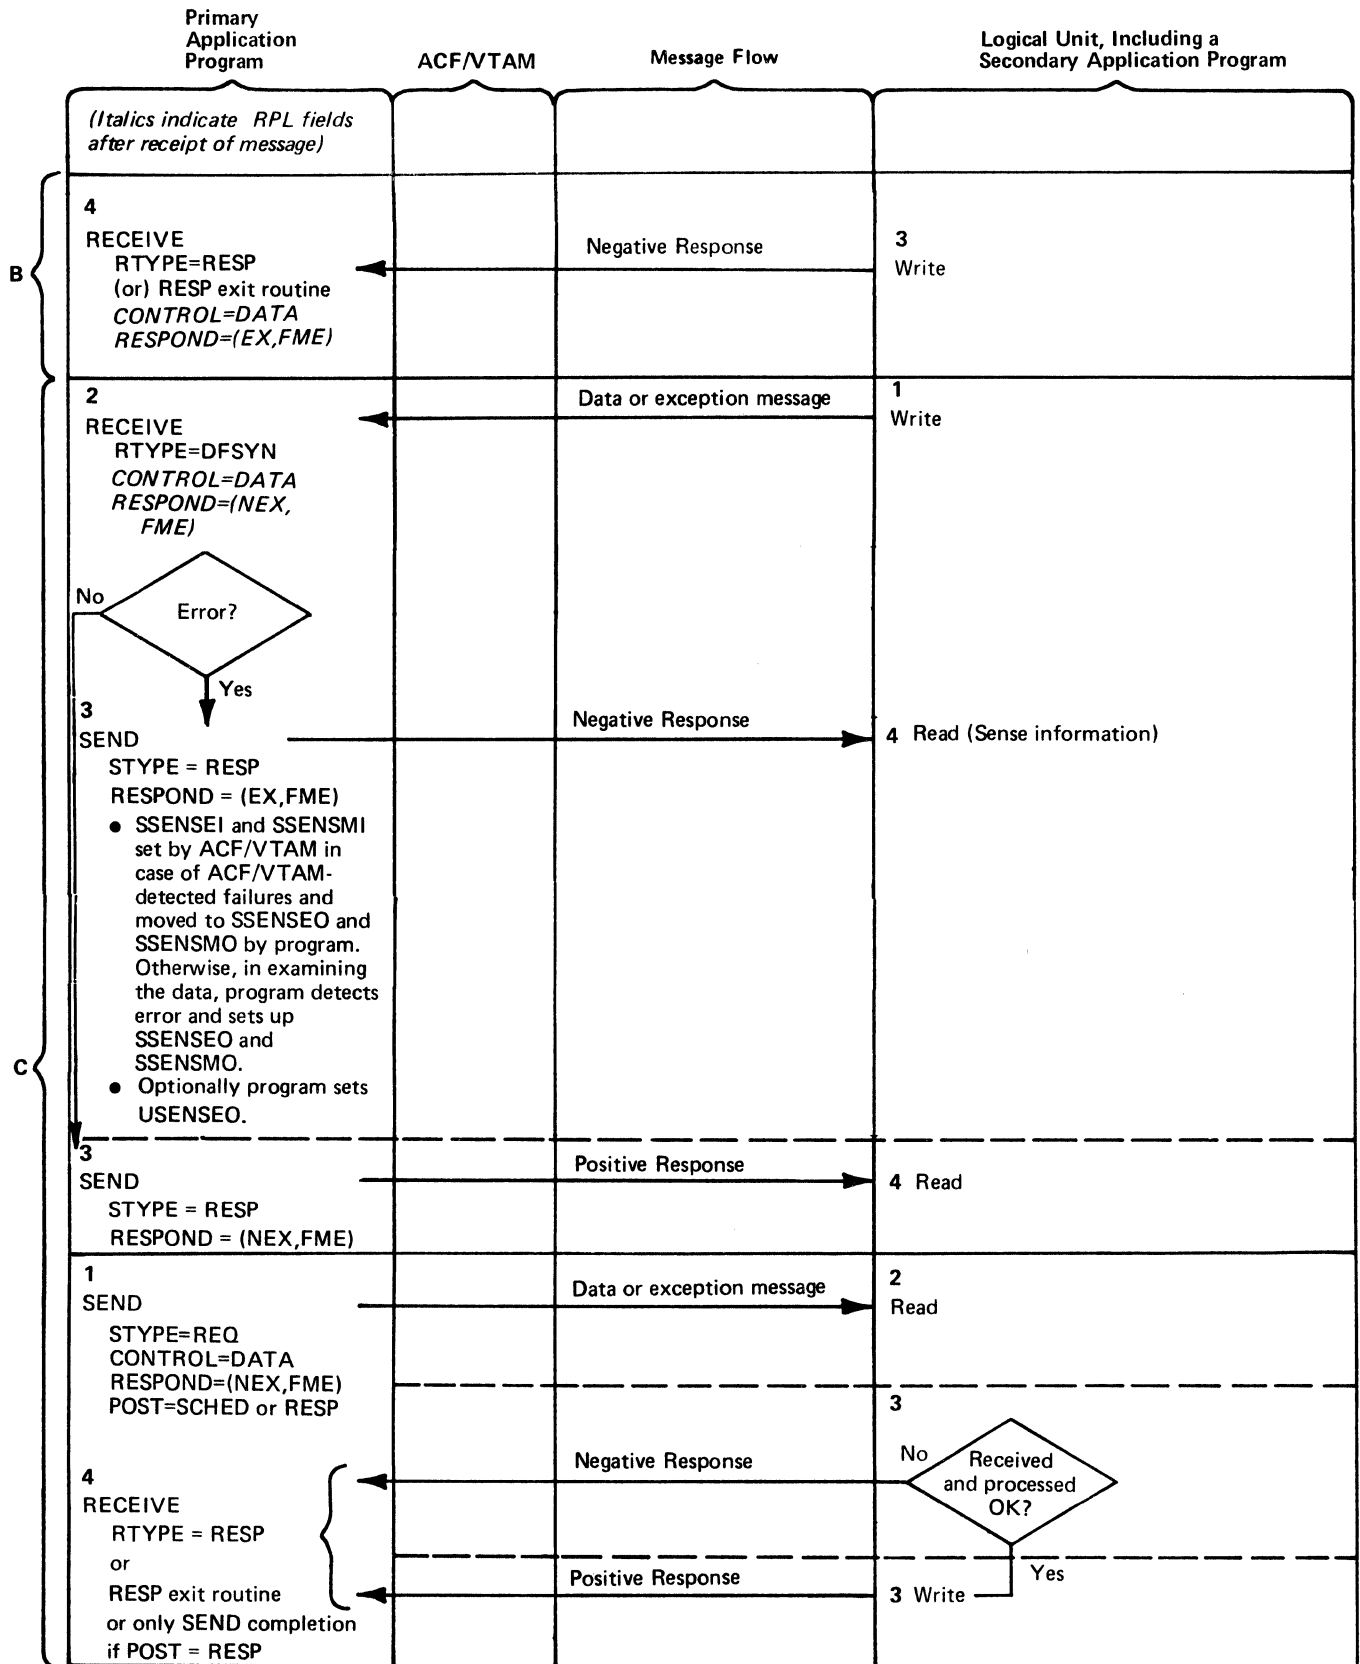 Primary
Application
Program
ACF/VTAM
Message Flow
Logical Unit, Including a
Secondary Application Program
(Italics indicate RPL fields
after receipt of message)
B
4
RECEIVE
RTYPE=RESP
(or) RESP exit routine
CONTROL=DATA
RESPOND=(EX,FME)
Negative Response
3
Write
C
2
RECEIVE
RTYPE=DFSYN
CONTROL=DATA
RESPOND=(NEX,
FME)
Data or exception message
1
Write
No
Error?
Yes
3
SEND
STYPE = RESP
RESPOND = (EX,FME)
● SSENSEI and SSENSMI
set by ACF/VTAM in
case of ACF/VTAM-
detected failures and
moved to SSENSEO and
SSENSMO by program.
Otherwise, in examining
the data, program detects
error and sets up
SSENSEO and
SSENSMO.
● Optionally program sets
USENSEO.
Negative Response
4 Read (Sense information)
3
SEND
STYPE = RESP
RESPOND = (NEX,FME)
Positive Response
4 Read
1
SEND
STYPE=REQ
CONTROL=DATA
RESPOND=(NEX,FME)
POST=SCHED or RESP
Data or exception message
2
Read
3
No
Received
and processed
OK?
Yes
Negative Response
4
RECEIVE
RTYPE = RESP
or
RESP exit routine
or only SEND completion
if POST = RESP
Positive Response
3 Write